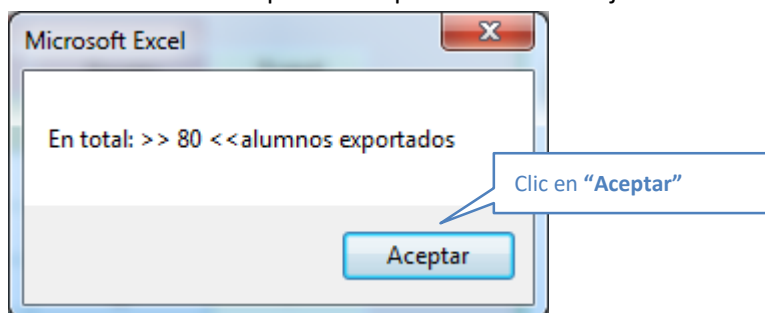 Microsoft Excel
En total: >> 80 <<alumnos exportados
Clic en “Aceptar”
Aceptar